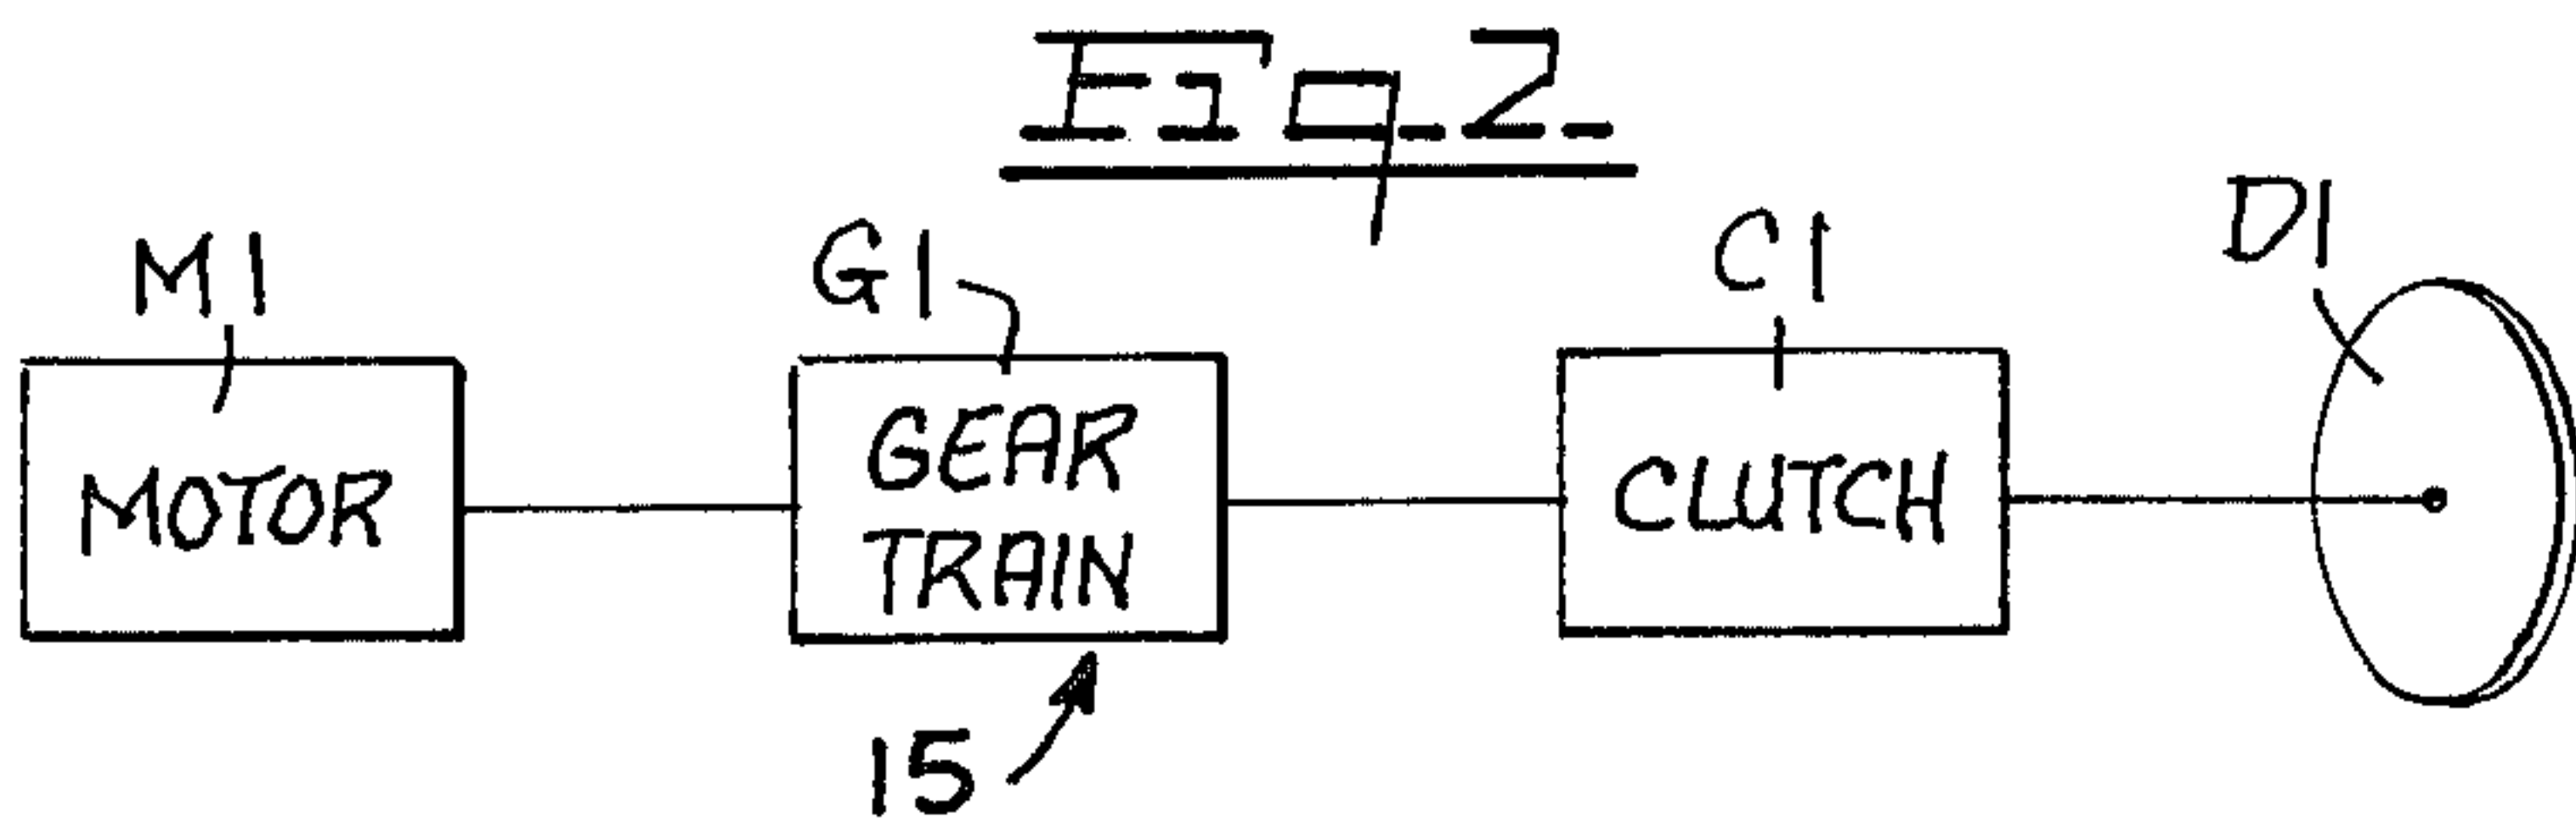 Fig. 2.
M1
G1
C1
D1
MOTOR
GEAR
TRAIN
CLUTCH
15